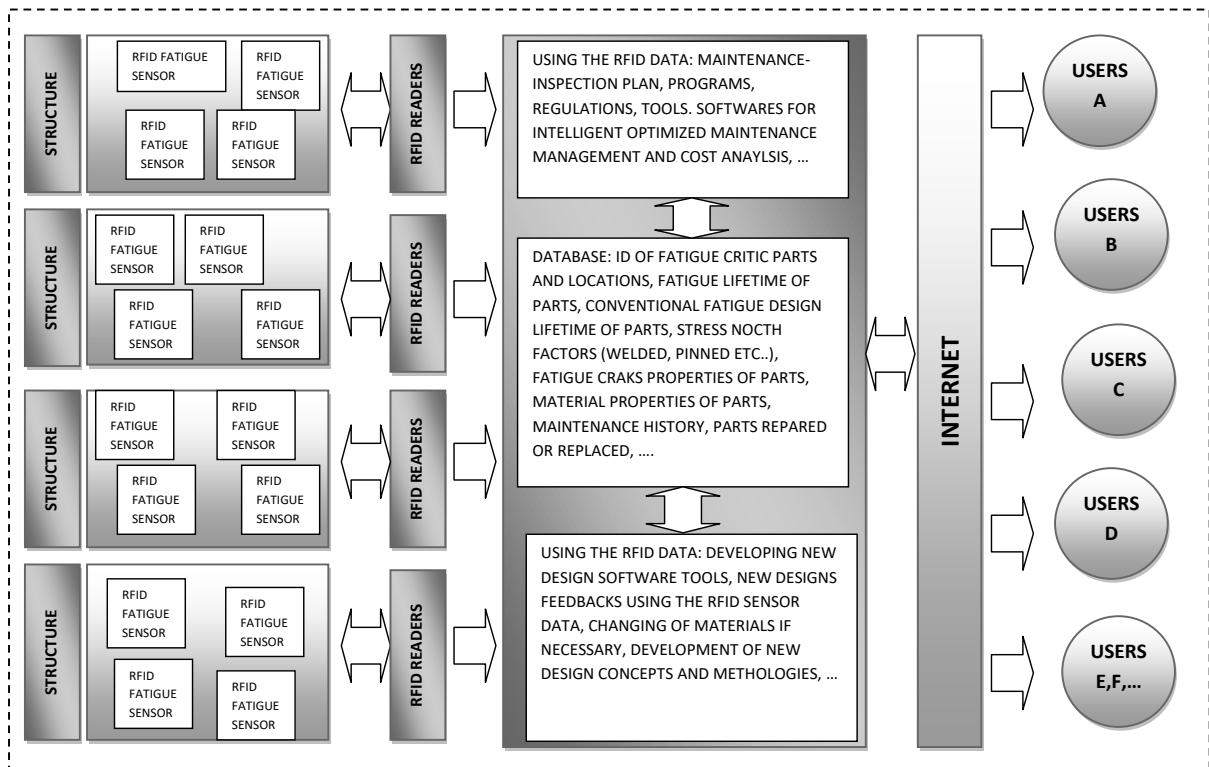 STRUCTURE
RFID FATIGUE
SENSOR
RFID
FATIGUE
SENSOR
RFID
FATIGUE
SENSOR
RFID
FATIGUE
SENSOR
RFID READERS
STRUCTURE
RFID
FATIGUE
SENSOR
RFID
FATIGUE
SENSOR
RFID
FATIGUE
SENSOR
RFID
FATIGUE
SENSOR
RFID READERS
STRUCTURE
RFID
FATIGUE
SENSOR
RFID
FATIGUE
SENSOR
RFID
FATIGUE
SENSOR
RFID
FATIGUE
SENSOR
RFID READERS
STRUCTURE
RFID
FATIGUE
SENSOR
RFID
FATIGUE
SENSOR
RFID
FATIGUE
SENSOR
RFID
FATIGUE
SENSOR
RFID READERS
USING THE RFID DATA: MAINTENANCE-
INSPECTION PLAN, PROGRAMS,
REGULATIONS, TOOLS. SOFTWARES FOR
INTELLIGENT OPTIMIZED MAINTENANCE
MANAGEMENT AND COST ANAYLSIS, …
DATABASE: ID OF FATIGUE CRITIC PARTS
AND LOCATIONS, FATIGUE LIFETIME OF
PARTS, CONVENTIONAL FATIGUE DESIGN
LIFETIME OF PARTS, STRESS NOCTH
FACTORS (WELDED, PINNED ETC..),
FATIGUE CRAKS PROPERTIES OF PARTS,
MATERIAL PROPERTIES OF PARTS,
MAINTENANCE HISTORY, PARTS REPARED
OR REPLACED, ….
USING THE RFID DATA: DEVELOPING NEW
DESIGN SOFTWARE TOOLS, NEW DESIGNS
FEEDBACKS USING THE RFID SENSOR
DATA, CHANGING OF MATERIALS IF
NECESSARY, DEVELOPMENT OF NEW
DESIGN CONCEPTS AND METHOLOGIES, …
INTERNET
USERS
A
USERS
B
USERS
C
USERS
D
USERS
E,F,…